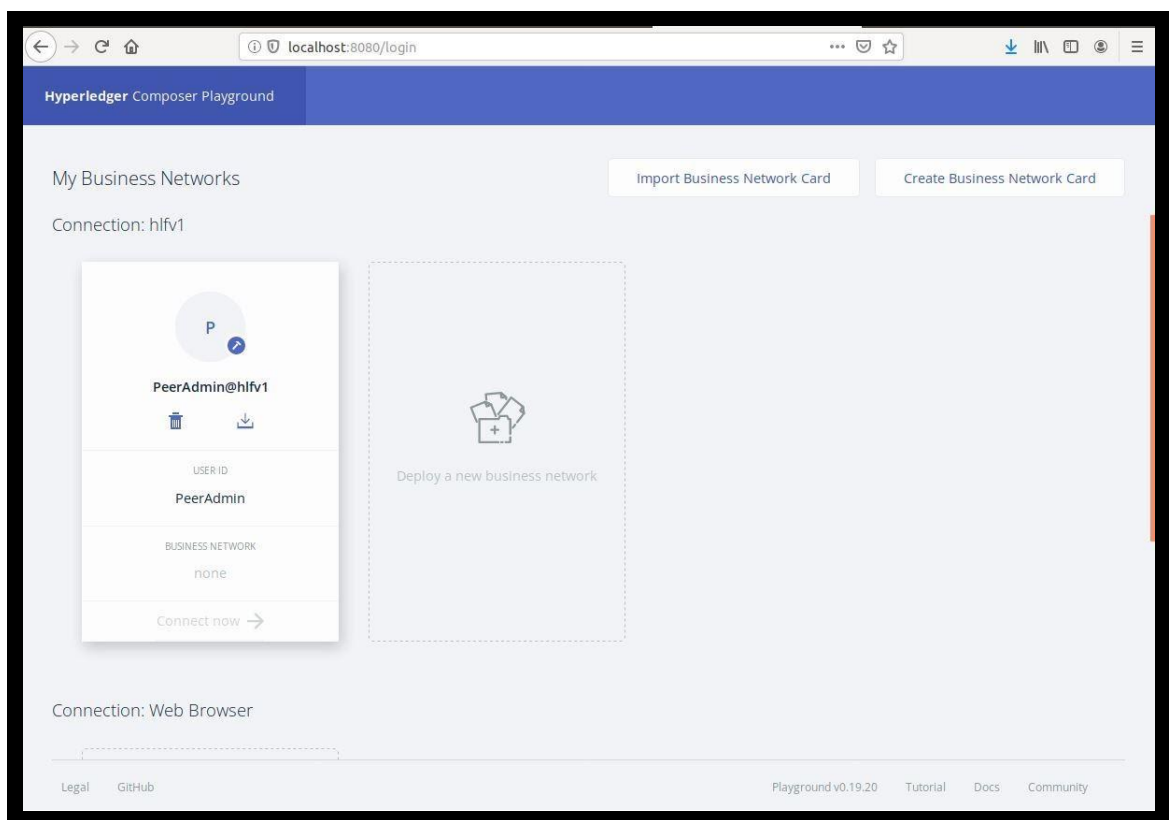 localhost:8080/login
Hyperledger Composer Playground
My Business Networks
Import Business Network Card
Create Business Network Card
Connection: hlfv1
P
PeerAdmin@hlfv1
USER ID
PeerAdmin
BUSINESS NETWORK
none
Connect now
Deploy a new business network
Connection: Web Browser
Legal GitHub Playground v0.19.20 Tutorial Docs Community